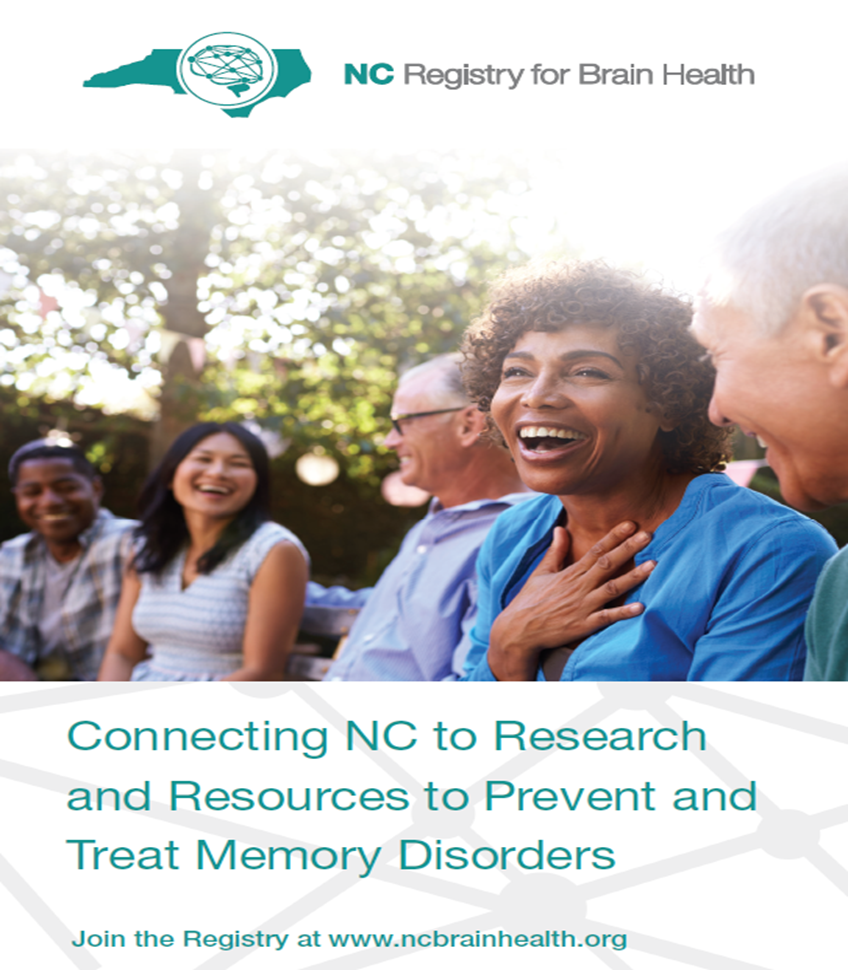 NC Registry for Brain Health
Connecting NC to Research
and Resources to Prevent and
Treat Memory Disorders
Join the Registry at www.ncbrainhealth.org